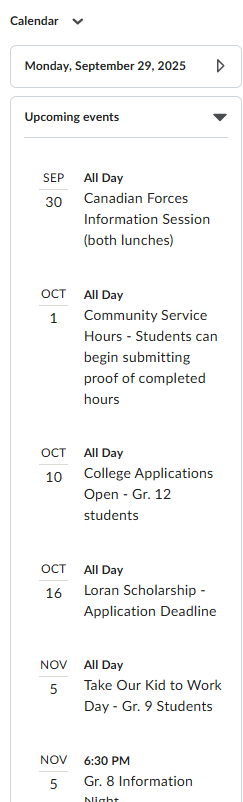 Calendar
Monday, September 29, 2025
Upcoming events
SEP
30
All Day
Canadian Forces
Information Session
(both lunches)
OCT
1
All Day
Community Service
Hours - Students can
begin submitting
proof of completed
hours
OCT
10
All Day
College Applications
Open - Gr. 12
students
OCT
16
All Day
Loran Scholarship -
Application Deadline
NOV
5
All Day
Take Our Kid to Work
Day - Gr. 9 Students
NOV
5
6:30 PM
Gr. 8 Information
Night